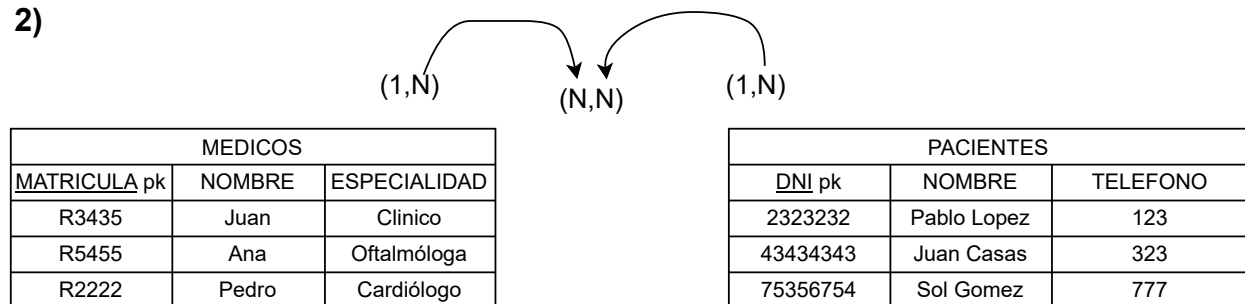 2)
(1,N) (N,N) (1,N)
MEDICOS
MATRICULA pk NOMBRE ESPECIALIDAD
R3435 Juan Clinico
R5455 Ana Oftalmóloga
R2222 Pedro Cardiólogo
PACIENTES
DNI pk NOMBRE TELEFONO
2323232 Pablo Lopez 123
43434343 Juan Casas 323
75356754 Sol Gomez 777